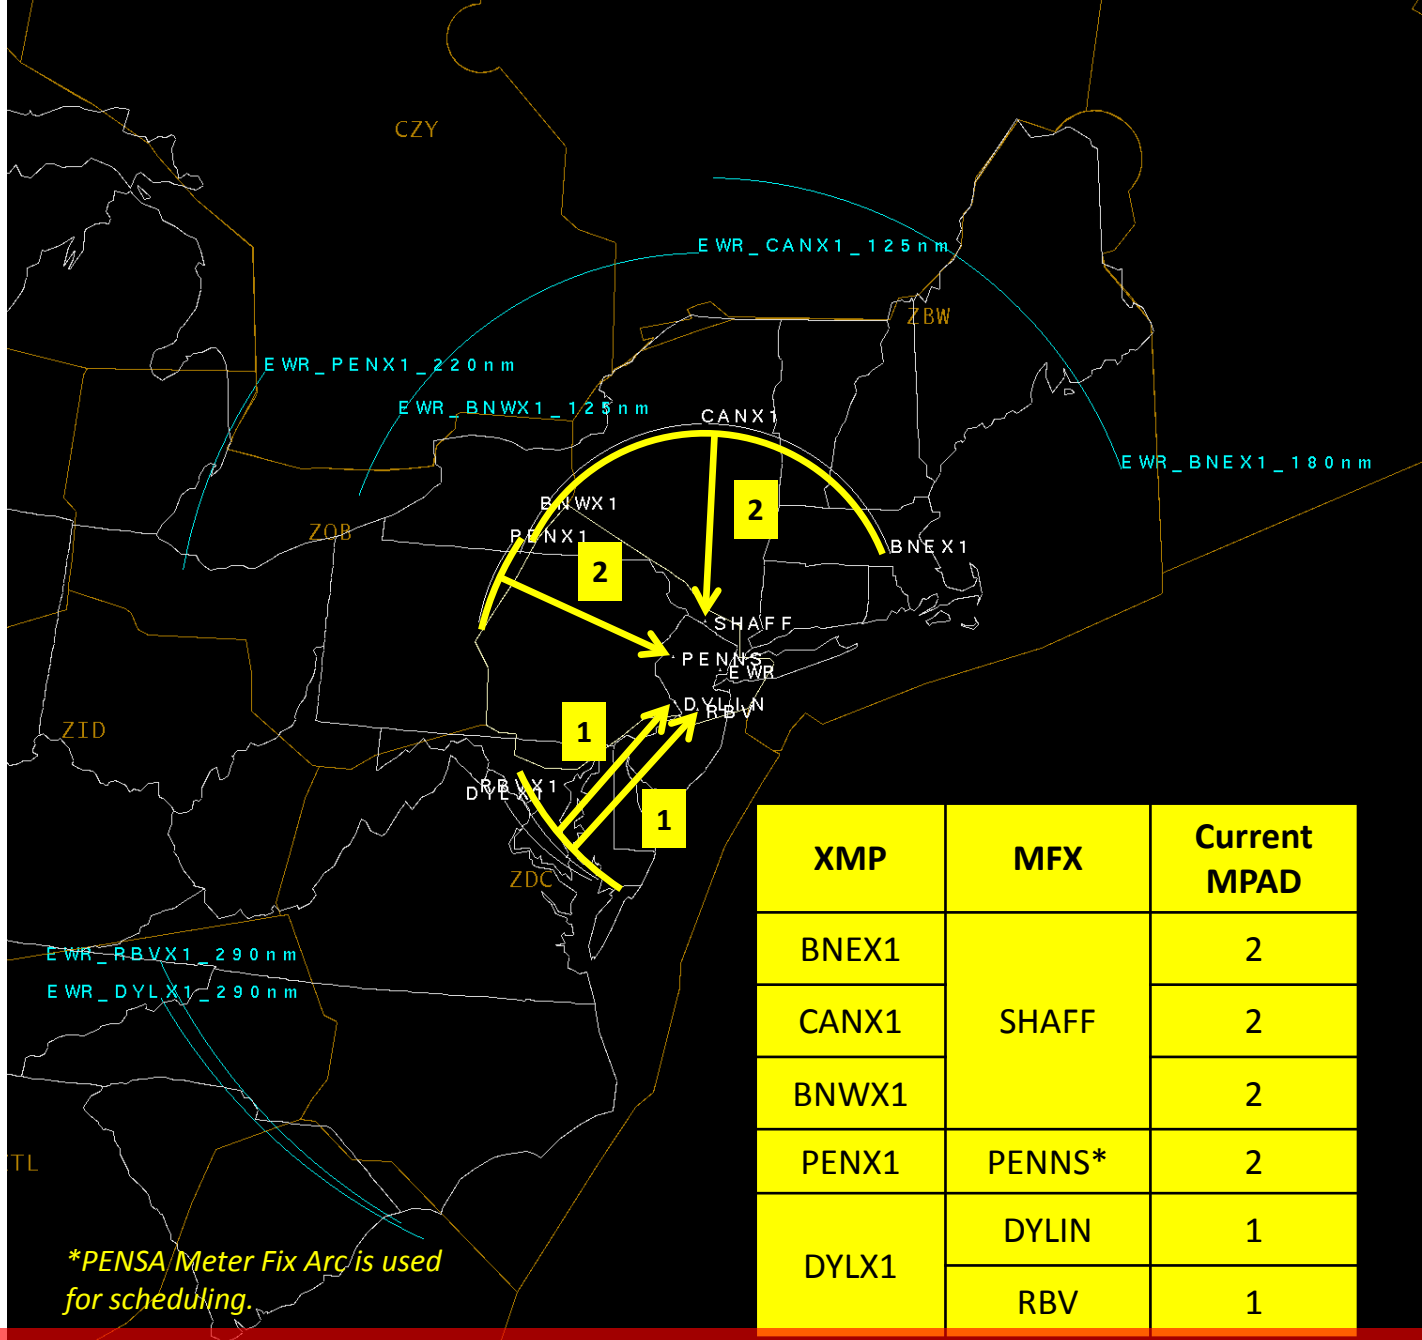 CZY
EWR_CANX1_125nm
ZBW
EWR_PENX1_220nm
EWR_BNWX1_125nm
CANX1
EWR_BNEX1_180nm
BNWX1
2
ZOB
PENX1
BNEX1
2
SHAFF
PENNS
EWR
DYLIN
RBV
1
ZID
RBVX1
DYLX1
1
ZDC
EWR_RBVX1_290nm
EWR_DYLX1_290nm
TL
*PENSA Meter Fix Arc is used
for scheduling.
XMP MFX Current
MPAD
BNEX1 2
CANX1 SHAFF 2
BNWX1 2
PENX1 PENNS* 2
DYLIN 1
DYLX1
RBV 1